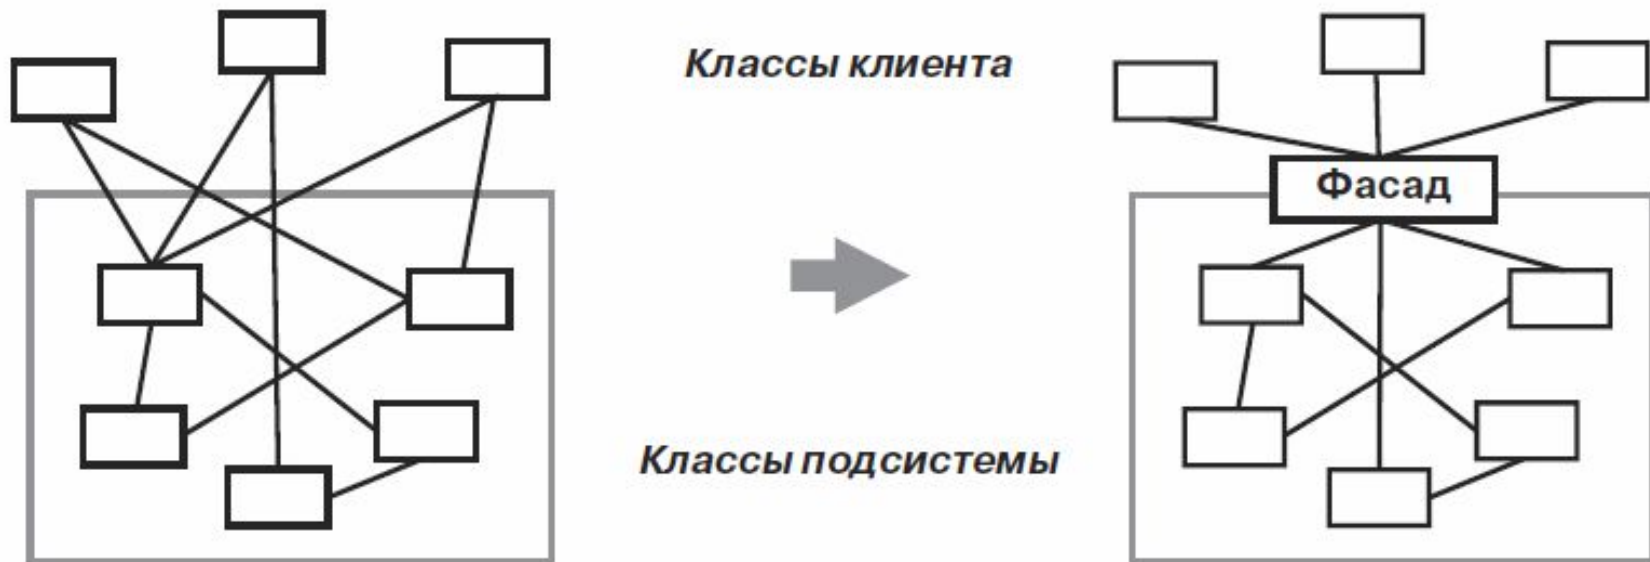 Классы клиента
Фасад
Классы подсистемы